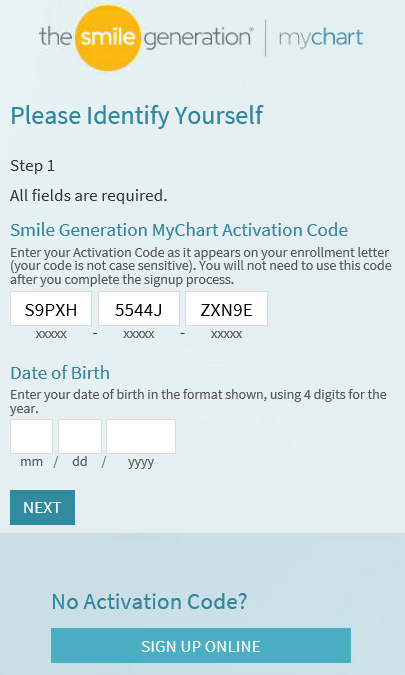 the smile generation® | mychart
Please Identify Yourself
Step 1
All fields are required.
Smile Generation MyChart Activation Code
Enter your Activation Code as it appears on your enrollment letter
(your code is not case sensitive). You will not need to use this code
after you complete the signup process.
S9PXH 5544J ZXN9E
xxxxx - xxxxx - xxxxx
Date of Birth
Enter your date of birth in the format shown, using 4 digits for the
year.
mm / dd / yyyy
NEXT
No Activation Code?
SIGN UP ONLINE